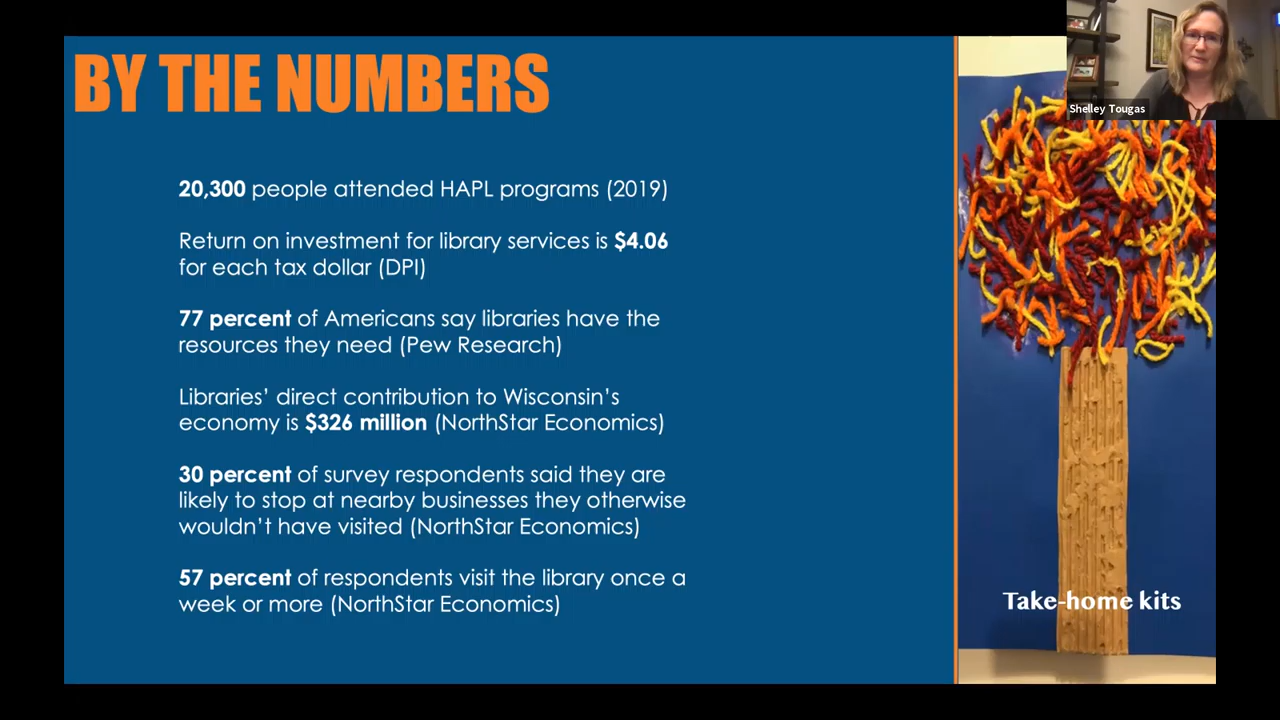 BY THE NUMBERS
Shelley Tougas
20,300 people attended HAPL programs (2019)
Return on investment for library services is $4.06
for each tax dollar (DPI)
77 percent of Americans say libraries have the
resources they need (Pew Research)
Libraries’ direct contribution to Wisconsin’s
economy is $326 million (NorthStar Economics)
30 percent of survey respondents said they are
likely to stop at nearby businesses they otherwise
wouldn’t have visited (NorthStar Economics)
57 percent of respondents visit the library once a
week or more (NorthStar Economics)
Take-home kits